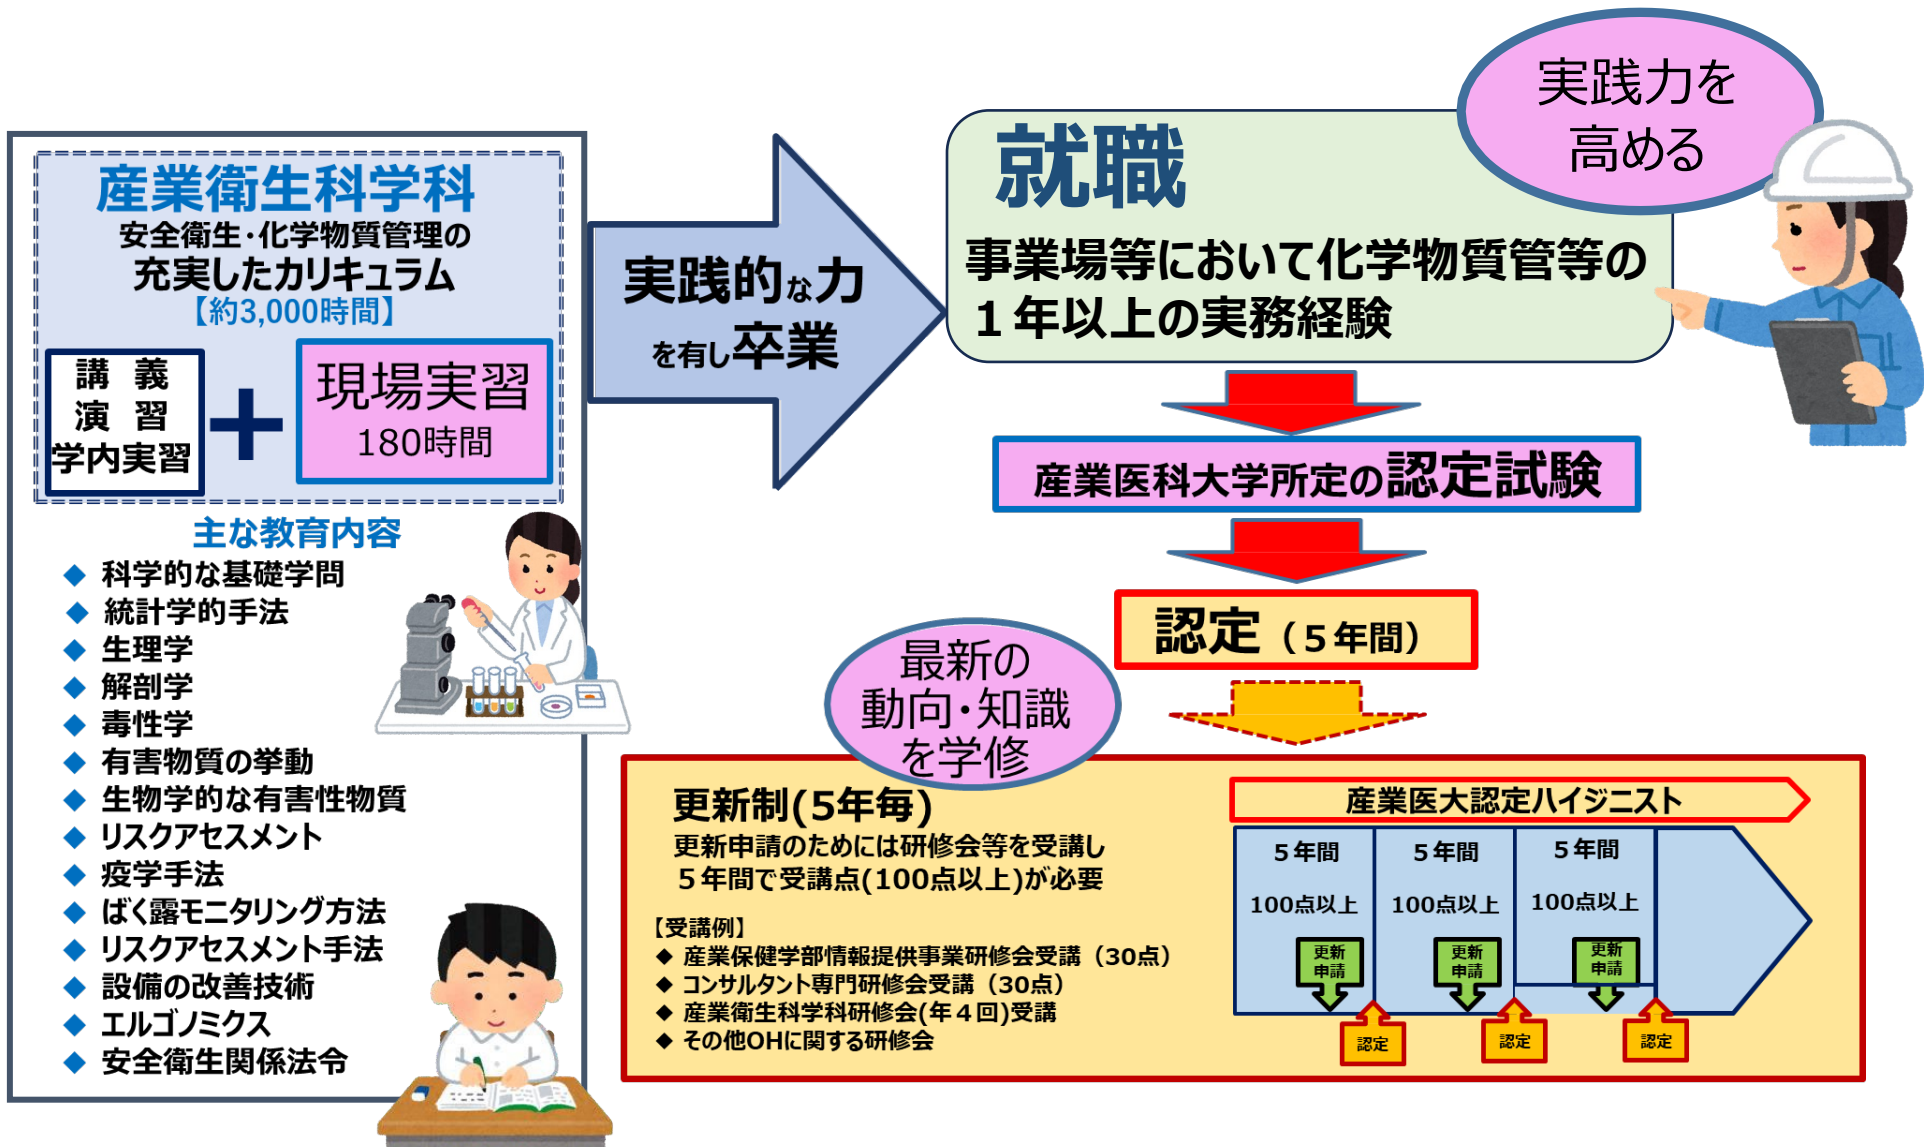 産業衛生科学科
安全衛生・化学物質管理の
充実したカリキュラム
【約3,000時間】
講 義
演 習
学内実習
+
現場実習
180時間
主な教育内容
◆ 科学的な基礎学問
◆ 統計学的手法
◆ 生理学
◆ 解剖学
◆ 毒性学
◆ 有害物質の挙動
◆ 生物学的な有害性物質
◆ リスクアセスメント
◆ 疫学手法
◆ ばく露モニタリング方法
◆ リスクアセスメント手法
◆ 設備の改善技術
◆ エルゴノミクス
◆ 安全衛生関係法令
実践的な力
を有し卒業
実践力を
高める
就職
事業場等において化学物質管等の
1年以上の実務経験
産業医科大学所定の認定試験
認定（5年間）
最新の
動向・知識
を学修
更新制(5年毎)
更新申請のためには研修会等を受講し
5年間で受講点(100点以上)が必要
【受講例】
◆ 産業保健学部情報提供事業研修会受講（30点）
◆ コンサルタント専門研修会受講（30点）
◆ 産業衛生科学科研修会(年4回)受講
◆ その他OHに関する研修会
産業医大認定ハイジニスト
5年間
100点以上
更新
申請
認定
5年間
100点以上
更新
申請
認定
5年間
100点以上
更新
申請
認定